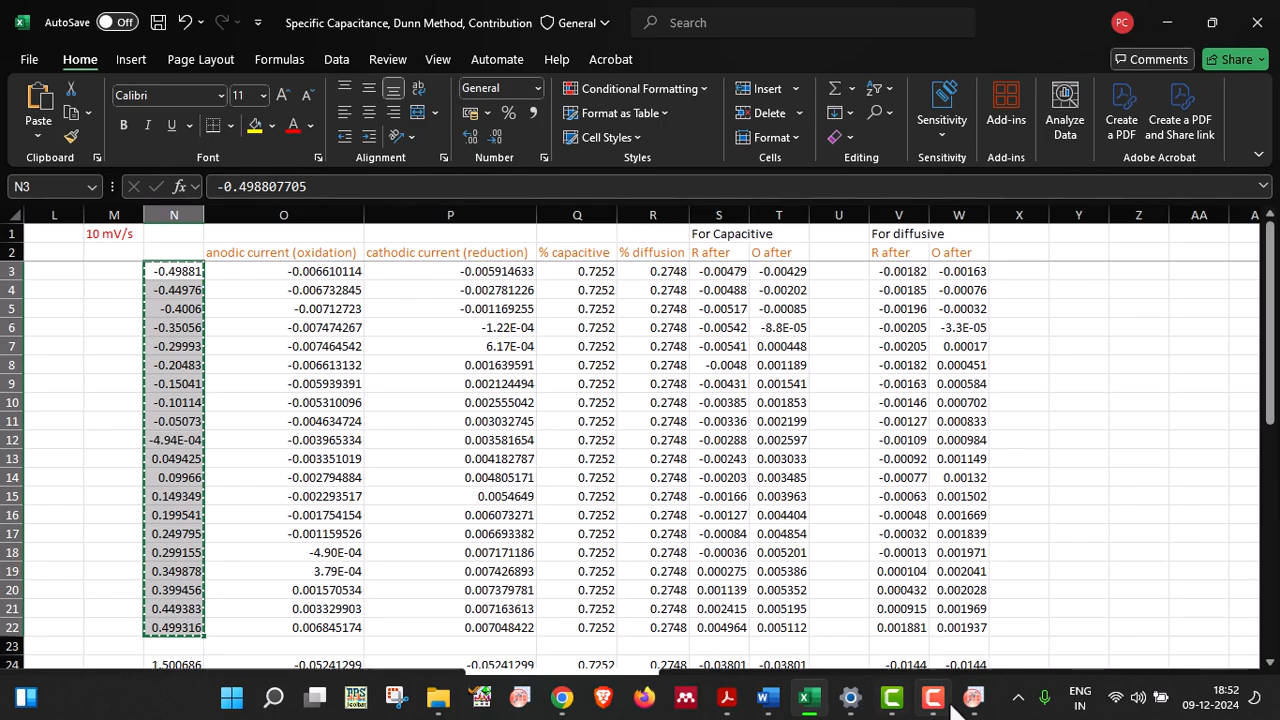 AutoSave Off Specific Capacitance, Dunn Method, Contribution General Search PC
File Home Insert Page Layout Formulas Data Review View Automate Help Acrobat Comments Share
Paste Calibri 11 General Conditional Formatting Format as Table Cell Styles Insert Delete Format Sensitivity Add-ins Analyze Data Create a PDF Create a PDF and Share link
Clipboard Font Alignment Number Styles Cells Editing Sensitivity Add-ins Adobe Acrobat
N3 fx -0.498807705
L M N O P Q R S T U V W X Y Z AA A
1 10 mV/s For Capacitive For diffusive
2 anodic current (oxidation) cathodic current (reduction) % capacitive % diffusion R after O after R after O after
3 -0.49881 -0.006610114 -0.005914633 0.7252 0.2748 -0.00479 -0.00429 -0.00182 -0.00163
4 -0.44976 -0.006732845 -0.002781226 0.7252 0.2748 -0.00488 -0.00202 -0.00185 -0.00076
5 -0.4006 -0.00712723 -0.001169255 0.7252 0.2748 -0.00517 -0.00085 -0.00196 -0.00032
6 -0.35056 -0.007474267 -1.22E-04 0.7252 0.2748 -0.00542 -8.8E-05 -0.00205 -3.3E-05
7 -0.29993 -0.007464542 6.17E-04 0.7252 0.2748 -0.00541 0.000448 -0.00205 0.00017
8 -0.20483 -0.006613132 0.001639591 0.7252 0.2748 -0.0048 0.001189 -0.00182 0.000451
9 -0.15041 -0.005939391 0.002124494 0.7252 0.2748 -0.00431 0.001541 -0.00163 0.000584
10 -0.10114 -0.005310096 0.002555042 0.7252 0.2748 -0.00385 0.001853 -0.00146 0.000702
11 -0.05073 -0.004634724 0.003032745 0.7252 0.2748 -0.00336 0.002199 -0.00127 0.000833
12 -4.94E-04 -0.003965334 0.003581654 0.7252 0.2748 -0.00288 0.002597 -0.00109 0.000984
13 0.049425 -0.003351019 0.004182787 0.7252 0.2748 -0.00243 0.003033 -0.00092 0.001149
14 0.09966 -0.002794884 0.004805171 0.7252 0.2748 -0.00203 0.003485 -0.00077 0.00132
15 0.149349 -0.002293517 0.0054649 0.7252 0.2748 -0.00166 0.003963 -0.00063 0.001502
16 0.199541 -0.001754154 0.006073271 0.7252 0.2748 -0.00127 0.004404 -0.00048 0.001669
17 0.249795 -0.001159526 0.006693382 0.7252 0.2748 -0.00084 0.004854 -0.00032 0.001839
18 0.299155 -4.90E-04 0.007171186 0.7252 0.2748 -0.00036 0.005201 -0.00013 0.001971
19 0.349878 3.79E-04 0.007426893 0.7252 0.2748 0.000275 0.005386 0.000104 0.002041
20 0.399456 0.001570534 0.007379781 0.7252 0.2748 0.001139 0.005352 0.000432 0.002028
21 0.449383 0.003329903 0.007163613 0.7252 0.2748 0.002415 0.005195 0.000915 0.001969
22 0.499316 0.006845174 0.007048422 0.7252 0.2748 0.004964 0.005112 0.001881 0.001937
23
24 1.500686 -0.05241299 -0.05241299 0.7252 0.2748 -0.03801 -0.03801 -0.0144 -0.0144
ENG IN 18:52 09-12-2024